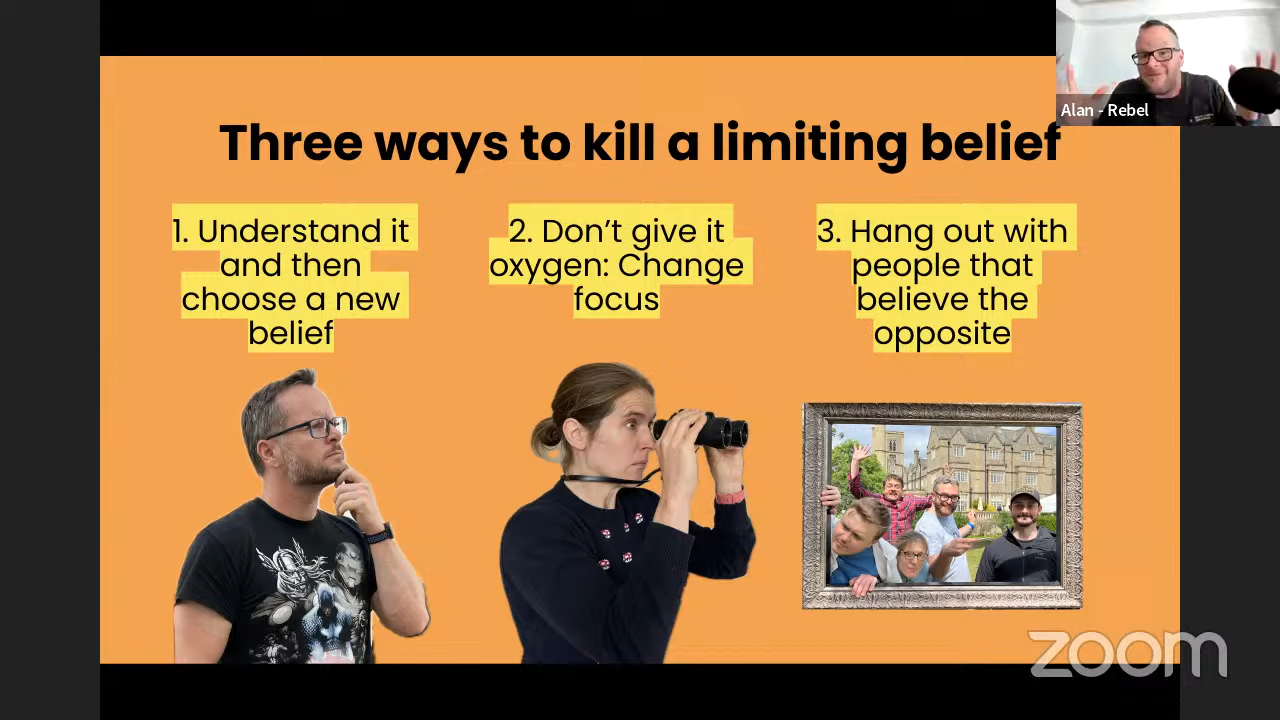 Alan - Rebel
Three ways to kill a limiting belief
1. Understand it
and then
choose a new
belief
2. Don’t give it
oxygen: Change
focus
3. Hang out with
people that
believe the
opposite
zoom